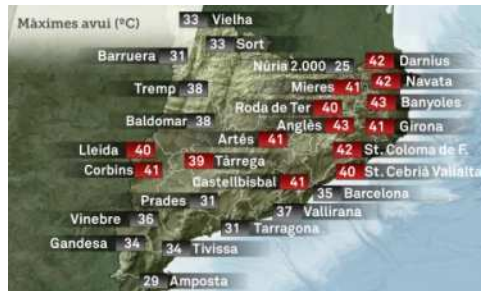 Màximes avui (ºC)
33 Vielha
33 Sort
Barruera 31
Núria 2.000 25
42 Darnius
Tremp 38
Mieres 41
42 Navata
Roda de Ter 40
43 Banyoles
Baldomar 38
Anglès 43
41 Girona
Artés 41
Lleida 40
39 Tàrrega
42 St. Coloma de F.
Corbins 41
40 St. Cebrià Vallalta
Castellbisbal 41
Prades 31
35 Barcelona
Vinebre 36
37 Vallirana
31 Tarragona
Gandesa 34
34 Tivissa
29 Amposta